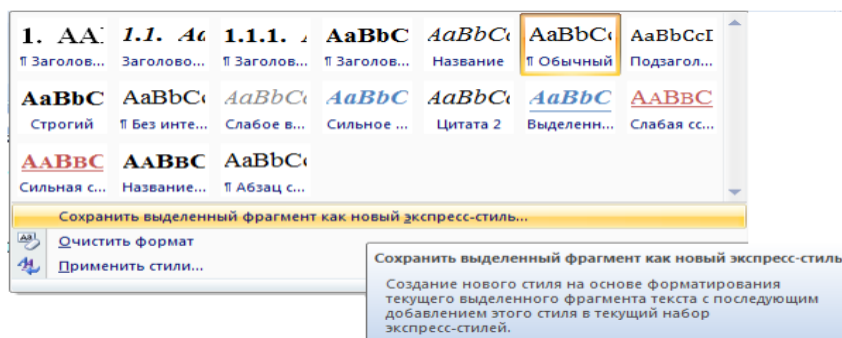 1. AA: 1.1. Aa 1.1.1. AaBbC AaBbCc AaBbCc AaBbCcI
¶ Заголов... Заголово... ¶ Заголов... ¶ Заголов... Название ¶ Обычный Подзагол...
AaBbC AaBbCc AaBbCc AaBbC AaBbCc AaBbC AABBC
Строгий ¶ Без инте... Слабое в... Сильное ... Цитата 2 Выделенн... Слабая сс...
AABBC AABBC AaBbCc
Сильная с... Название... ¶ Абзац с...
Сохранить выделенный фрагмент как новый экспресс-стиль...
Очистить формат
Применить стили...
Сохранить выделенный фрагмент как новый экспресс-стиль
Создание нового стиля на основе форматирования
текущего выделенного фрагмента текста с последующим
добавлением этого стиля в текущий набор
экспресс-стилей.